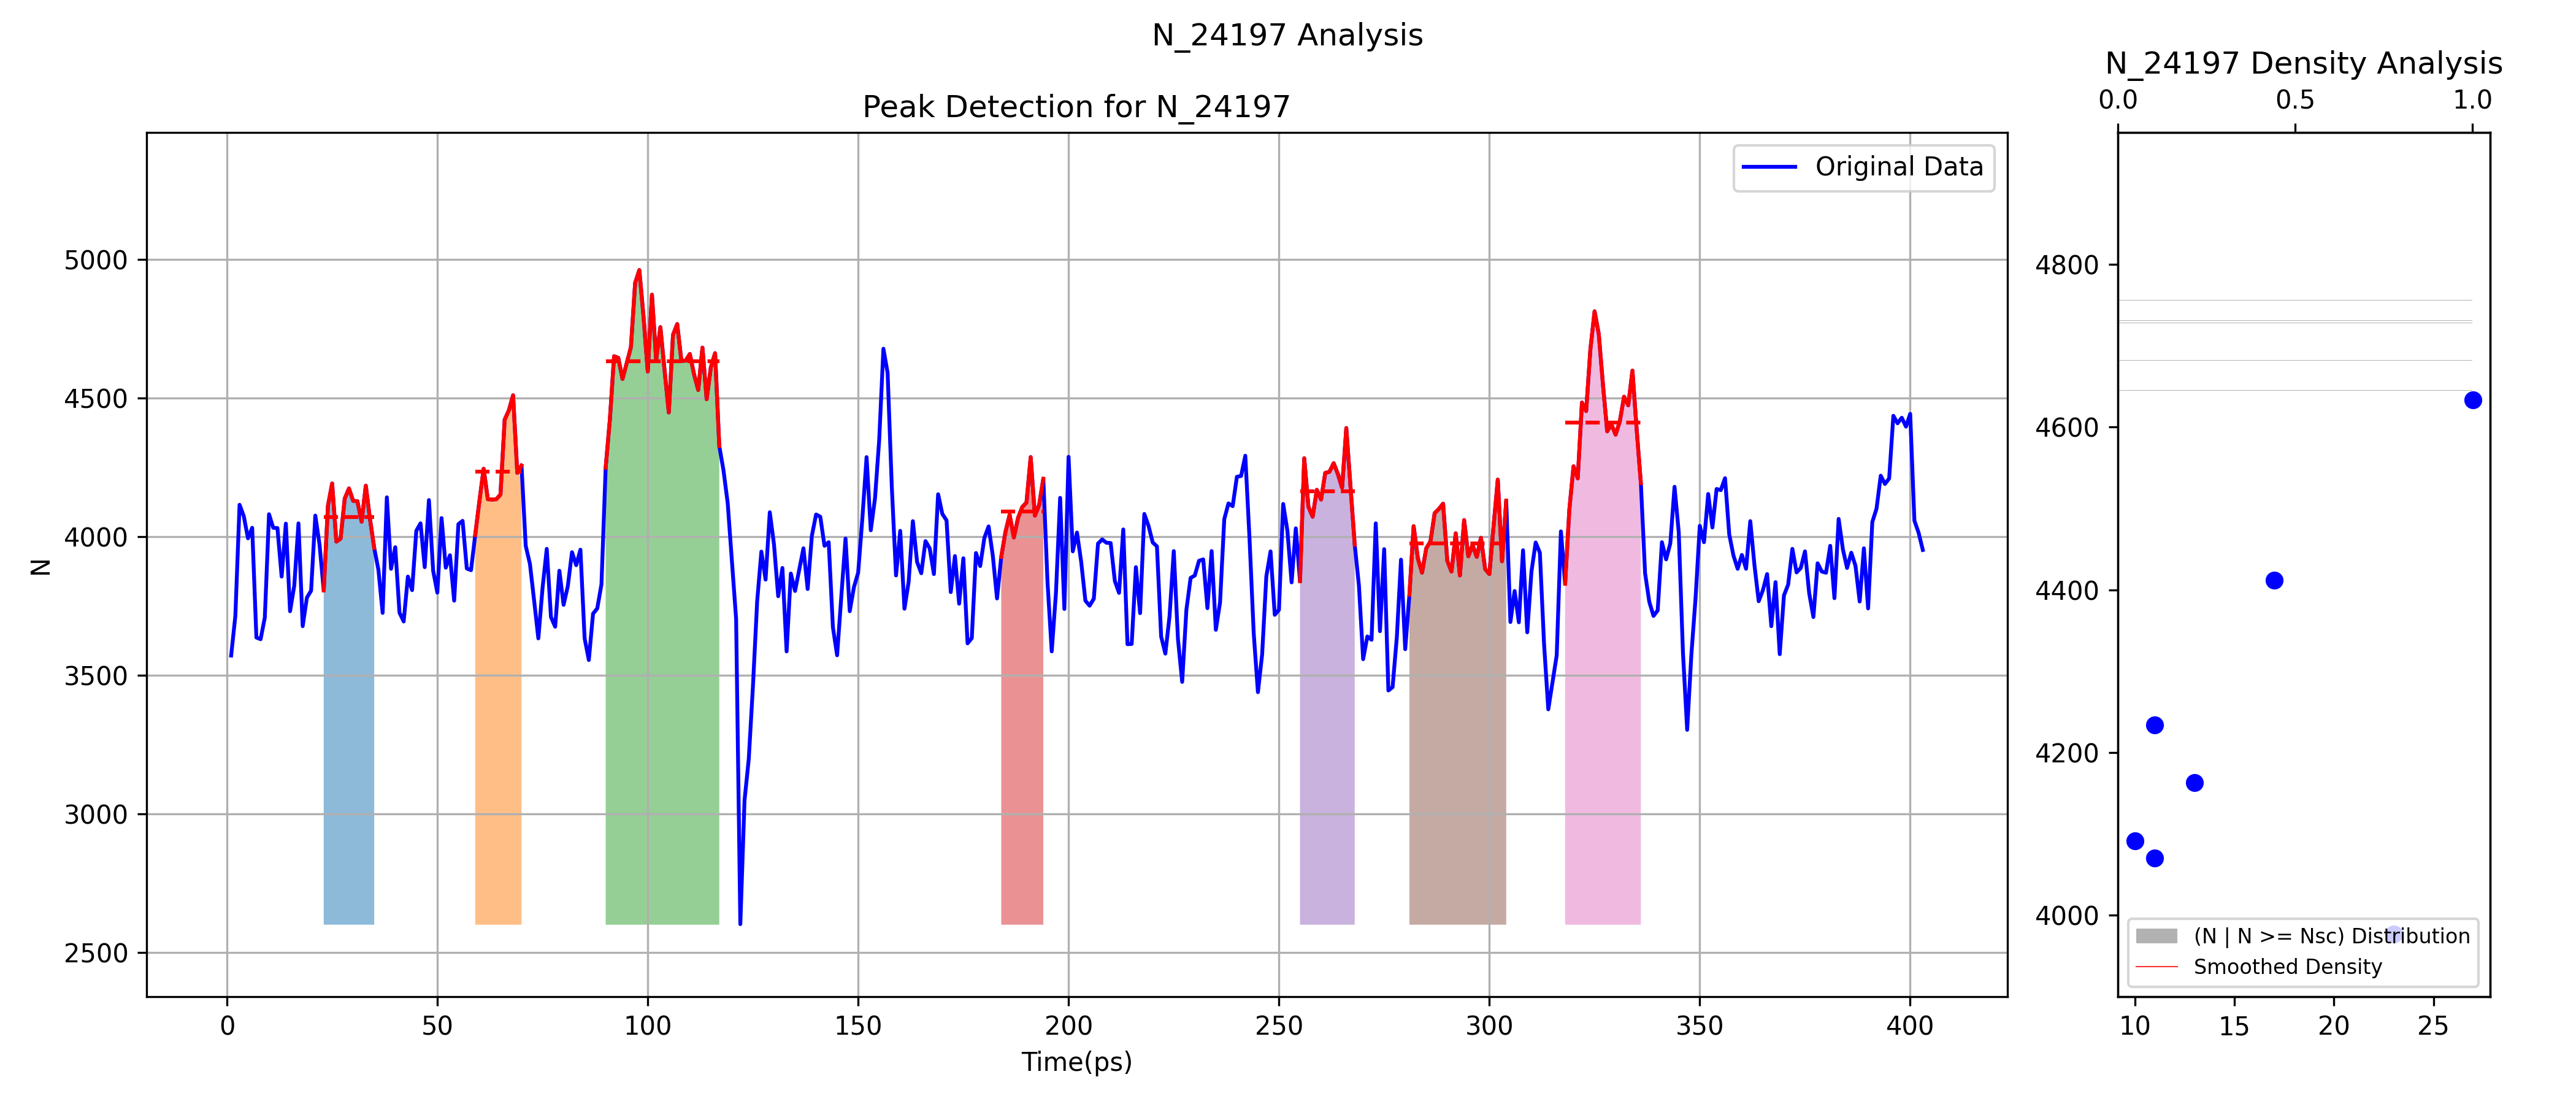 N_24197 Analysis
Peak Detection for N_24197
N
5000
4500
4000
3500
3000
2500
0 50 100 150 200 250 300 350 400
Time(ps)
Original Data
N_24197 Density Analysis
0.0 0.5 1.0
4800
4600
4400
4200
4000
10 15 20 25
(N | N >= Nsc) Distribution
Smoothed Density